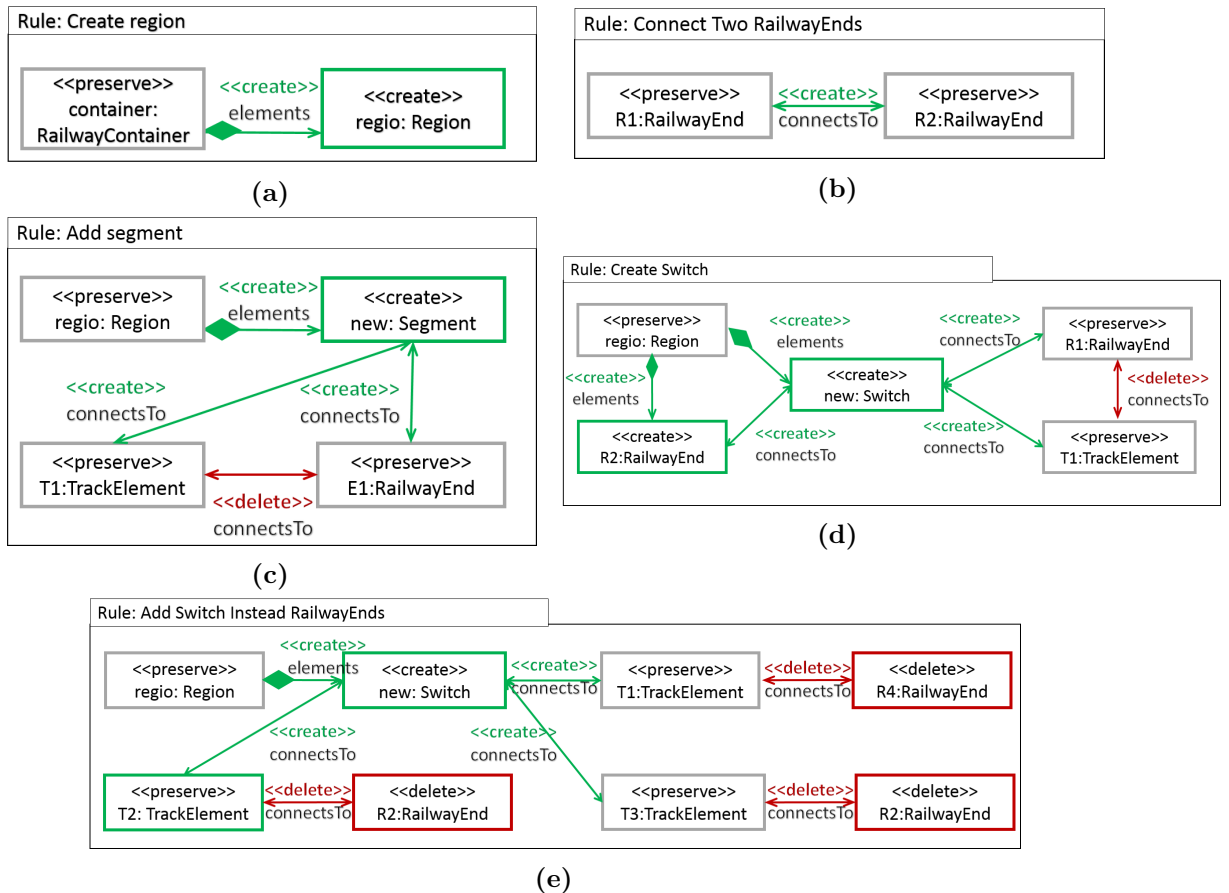 Rule: Create region
<<preserve>>
container:
RailwayContainer
<<create>>
elements
<<create>>
regio: Region
(a)
Rule: Connect Two RailwayEnds
<<preserve>>
R1:RailwayEnd
<<create>>
connectsTo
<<preserve>>
R2:RailwayEnd
(b)
Rule: Add segment
<<preserve>>
regio: Region
<<create>>
elements
<<create>>
new: Segment
<<create>>
connectsTo
<<create>>
connectsTo
<<preserve>>
T1:TrackElement
<<delete>>
connectsTo
<<preserve>>
E1:RailwayEnd
(c)
Rule: Create Switch
<<preserve>>
regio: Region
<<create>>
elements
<<create>>
connectsTo
<<preserve>>
R1:RailwayEnd
<<create>>
elements
<<create>>
new: Switch
<<delete>>
connectsTo
<<create>>
R2:RailwayEnd
<<create>>
connectsTo
<<create>>
connectsTo
<<preserve>>
T1:TrackElement
(d)
Rule: Add Switch Instead RailwayEnds
<<preserve>>
regio: Region
<<create>>
elements
<<create>>
new: Switch
<<create>>
connectsTo
<<preserve>>
T1:TrackElement
<<delete>>
connectsTo
<<delete>>
R4:RailwayEnd
<<create>>
connectsTo
<<create>>
connectsTo
<<preserve>>
T2: TrackElement
<<delete>>
connectsTo
<<delete>>
R2:RailwayEnd
<<preserve>>
T3:TrackElement
<<delete>>
connectsTo
<<delete>>
R2:RailwayEnd
(e)